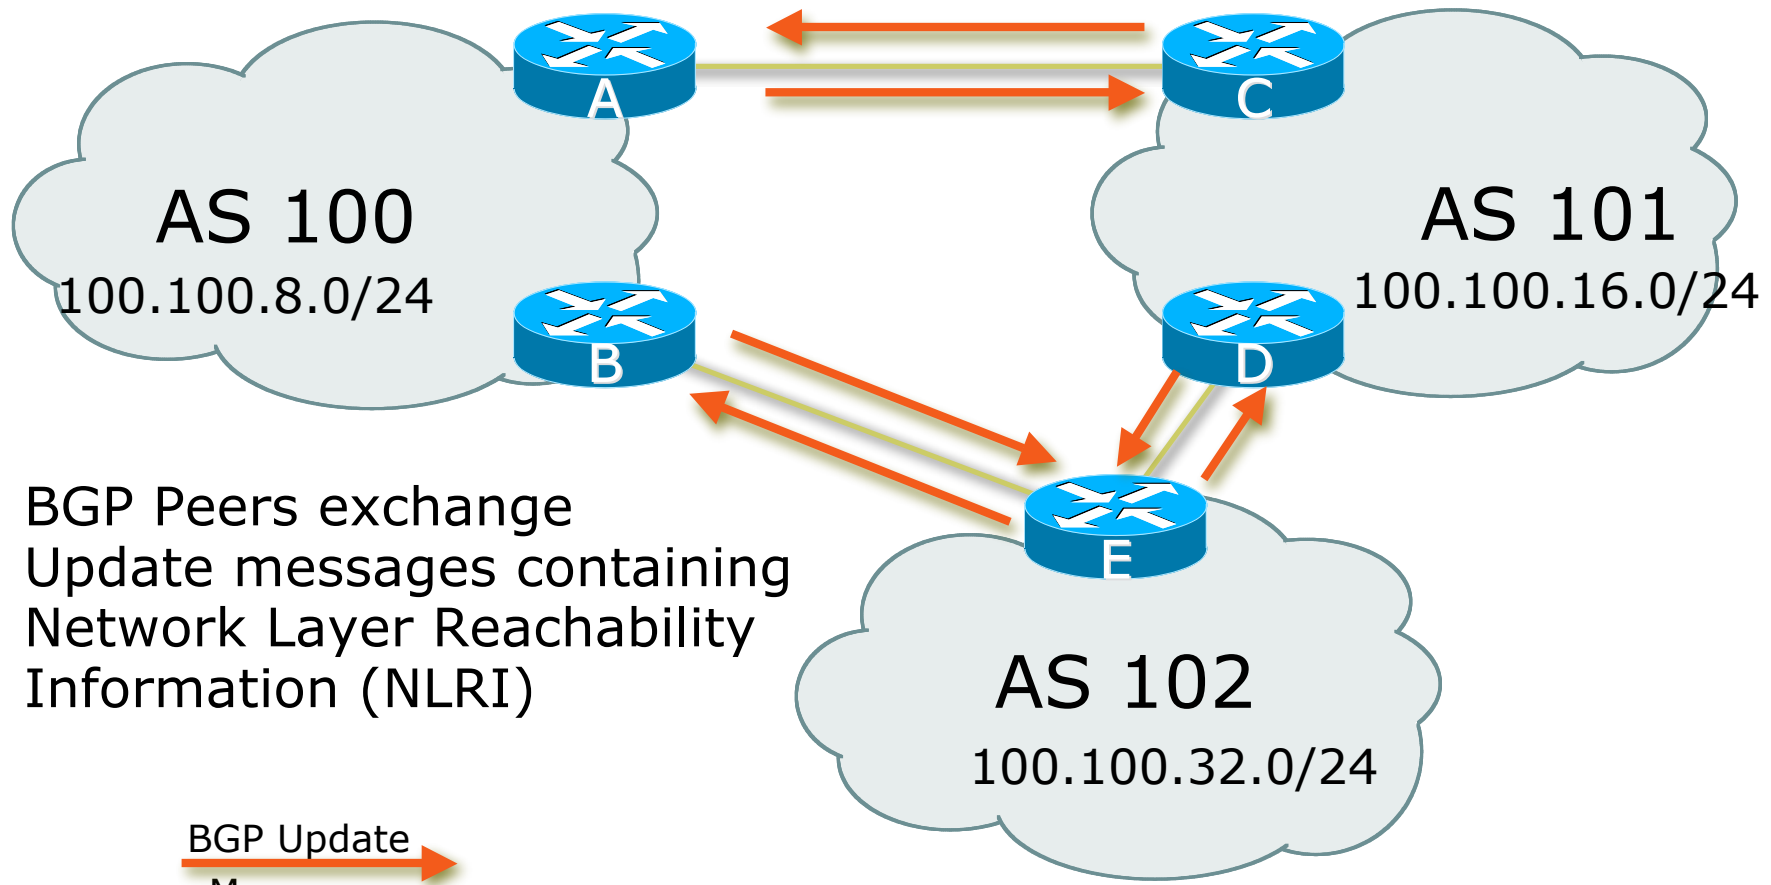 A
C
AS 100
100.100.8.0/24
AS 101
100.100.16.0/24
B
D
E
BGP Peers exchange
Update messages containing
Network Layer Reachability
Information (NLRI)
AS 102
100.100.32.0/24
BGP Update